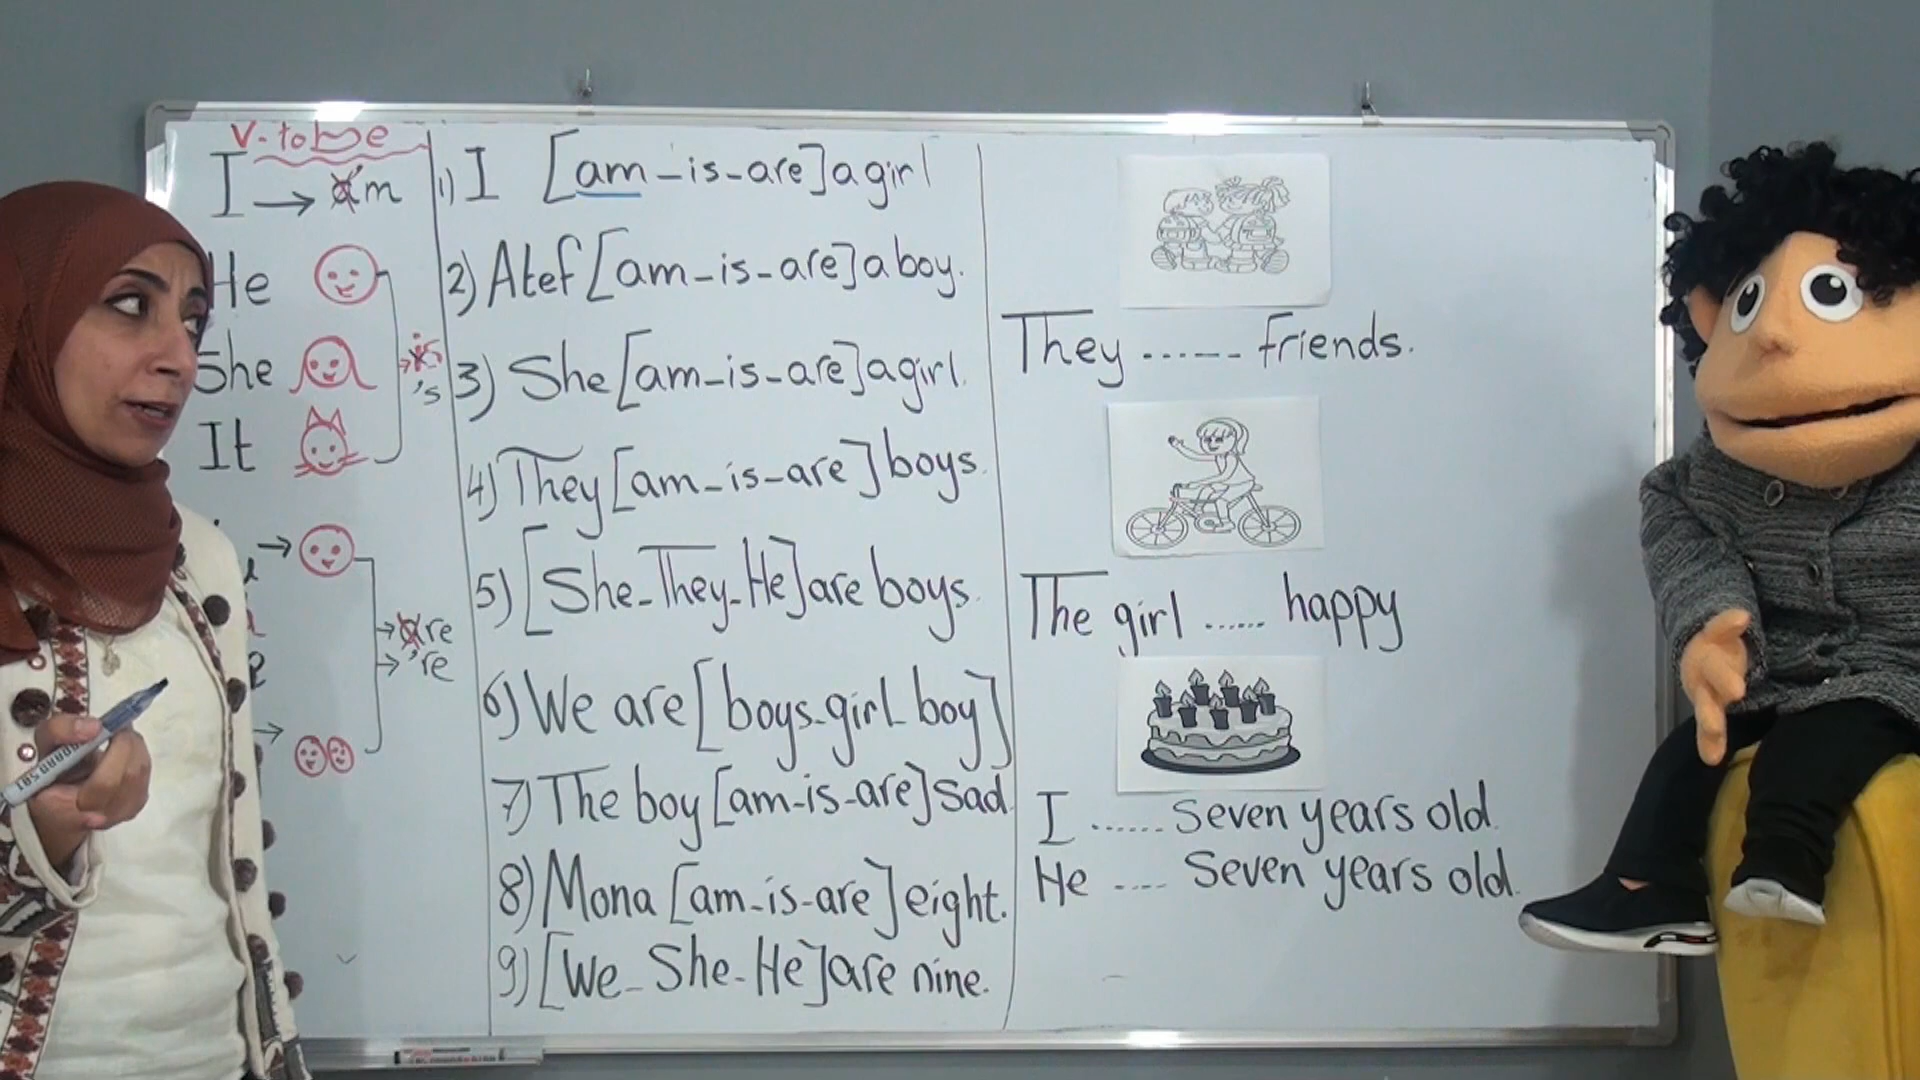 V. to be
I → am
He
She
It
→ is
's
→ are
→ 're
1) I [am-is-are] a girl
2) Atef [am-is-are] a boy.
3) She [am-is-are] a girl.
4) They [am-is-are] boys.
5) [She-They-He] are boys.
6) We are [boys-girl-boy]
7) The boy [am-is-are] sad.
8) Mona [am-is-are] eight.
9) [We-She-He] are nine.
They ...... friends.
The girl ...... happy
I ...... seven years old.
He .... seven years old.